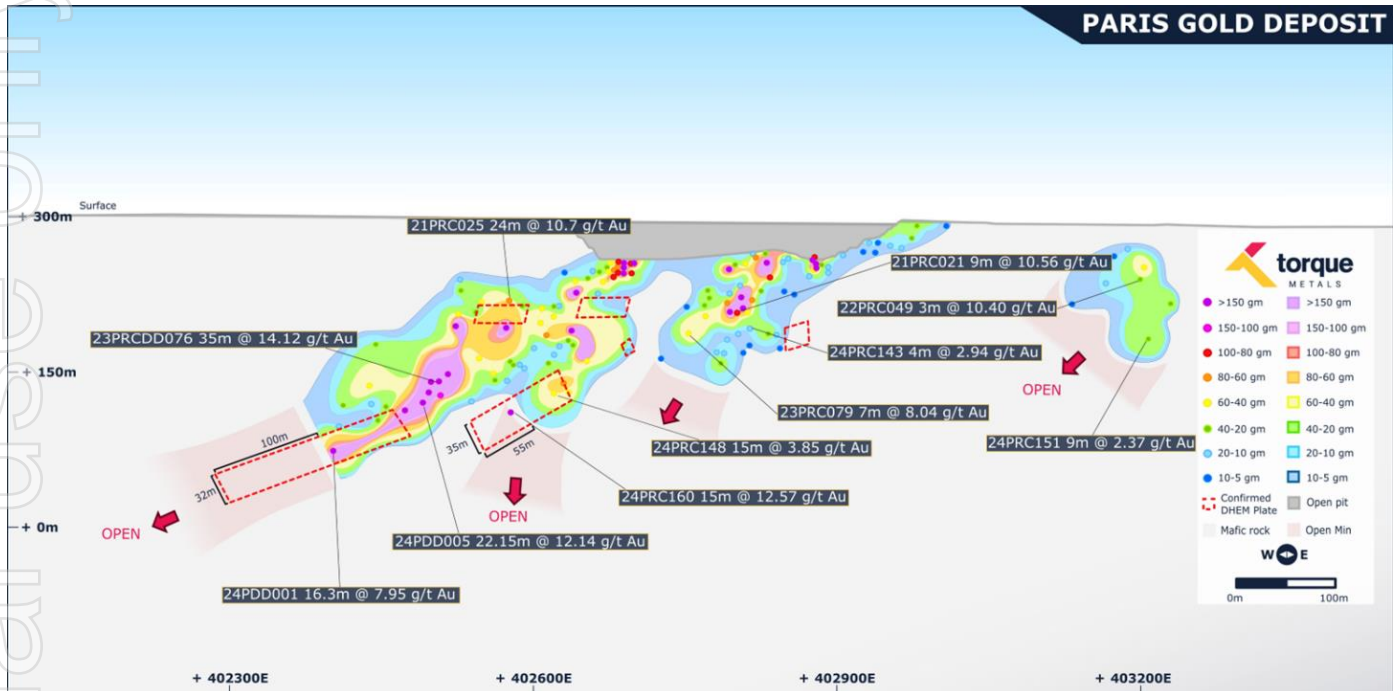 PARIS GOLD DEPOSIT
Surface
+ 300m
21PRC025 24m @ 10.7 g/t Au
21PRC021 9m @ 10.56 g/t Au
22PRC049 3m @ 10.40 g/t Au
23PRCDD076 35m @ 14.12 g/t Au
24PRC143 4m @ 2.94 g/t Au
+ 150m
OPEN
23PRC079 7m @ 8.04 g/t Au
24PRC151 9m @ 2.37 g/t Au
100m
35m
55m
24PRC148 15m @ 3.85 g/t Au
32m
24PRC160 15m @ 12.57 g/t Au
OPEN
+ 0m
OPEN
24PDD005 22.15m @ 12.14 g/t Au
24PDD001 16.3m @ 7.95 g/t Au
torque
METALS
>150 gm >150 gm
150-100 gm 150-100 gm
100-80 gm 100-80 gm
80-60 gm 80-60 gm
60-40 gm 60-40 gm
40-20 gm 40-20 gm
20-10 gm 20-10 gm
10-5 gm 10-5 gm
Confirmed DHEM Plate Open pit
Mafic rock Open Min
W E
0m 100m
+ 402300E + 402600E + 402900E + 403200E